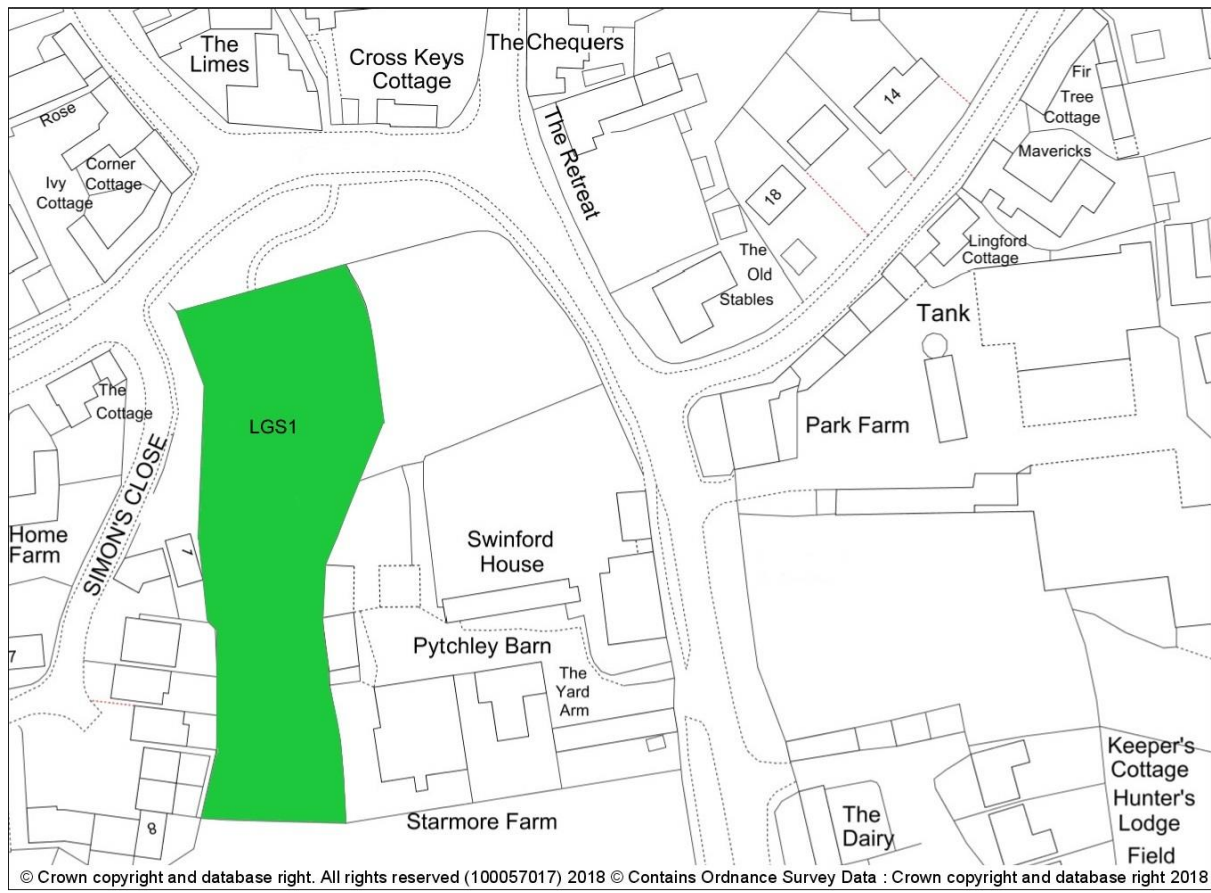 The
Limes
Cross Keys
Cottage
The Chequers
Rose
Corner
Cottage
Ivy
Cottage
The Retreat
14
18
Fir
Tree
Cottage
Mavericks
Lingford
Cottage
The
Old
Stables
Tank
The
Cottage
LGS1
Park Farm
SIMON'S CLOSE
Home
Farm
1
Swinford
House
7
Pytchley Barn
The
Yard
Arm
8
Starmore Farm
The
Dairy
Keeper's
Cottage
Hunter's
Lodge
Field
© Crown copyright and database right. All rights reserved (100057017) 2018 © Contains Ordnance Survey Data : Crown copyright and database right 2018